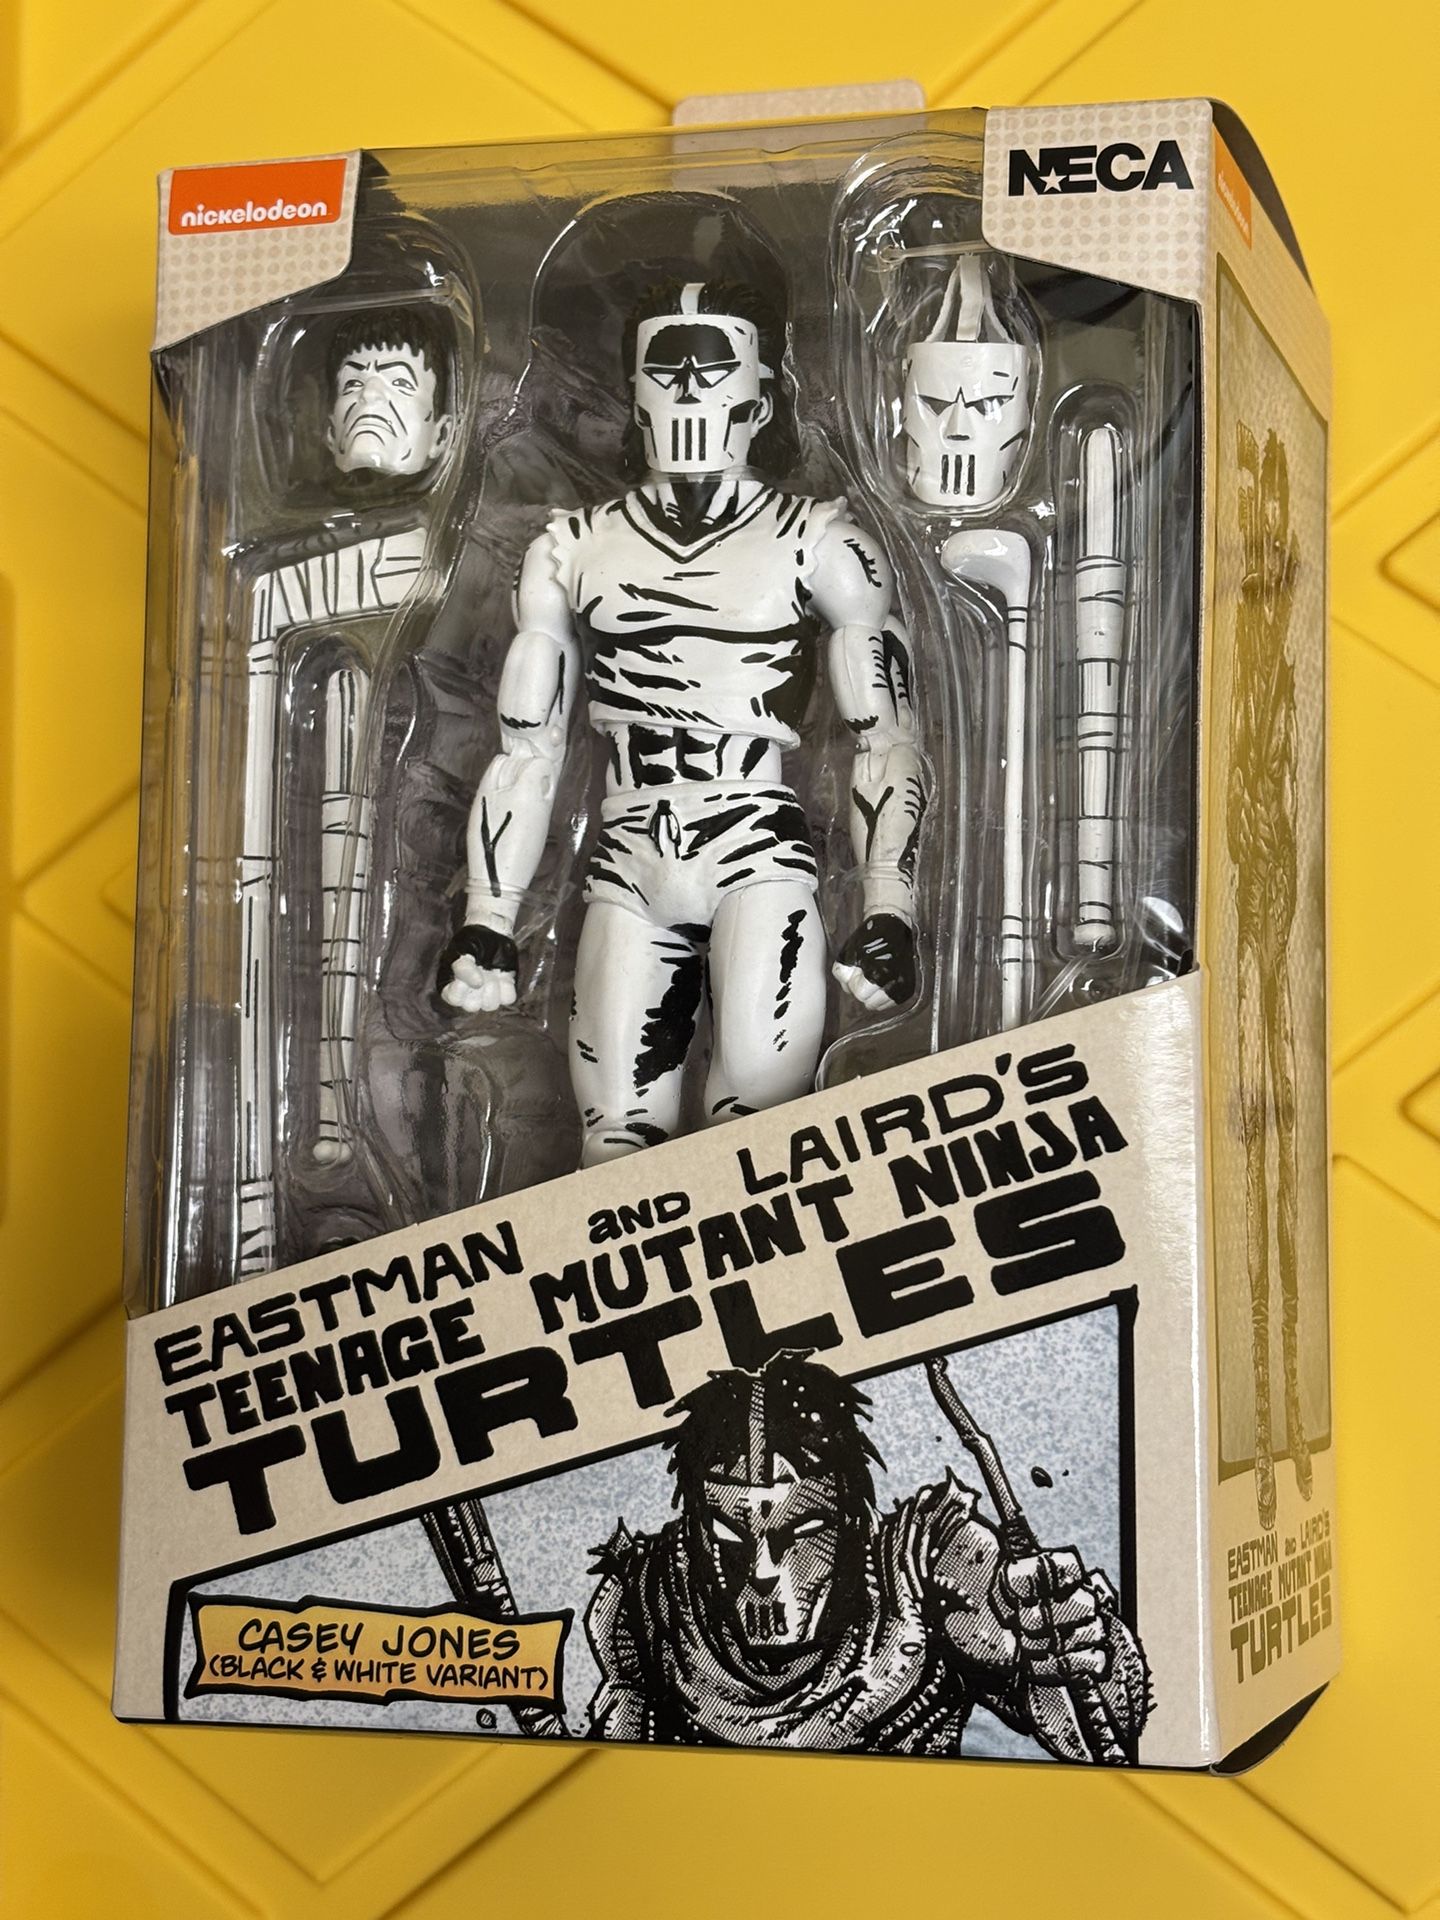 nickelodeon
NECA
nickelodeon
EASTMAN AND LAIRD'S
TEENAGE MUTANT NINJA
TURTLES
CASEY JONES
(BLACK & WHITE VARIANT)
EASTMAN AND LAIRD'S
TEENAGE MUTANT NINJA
TURTLES